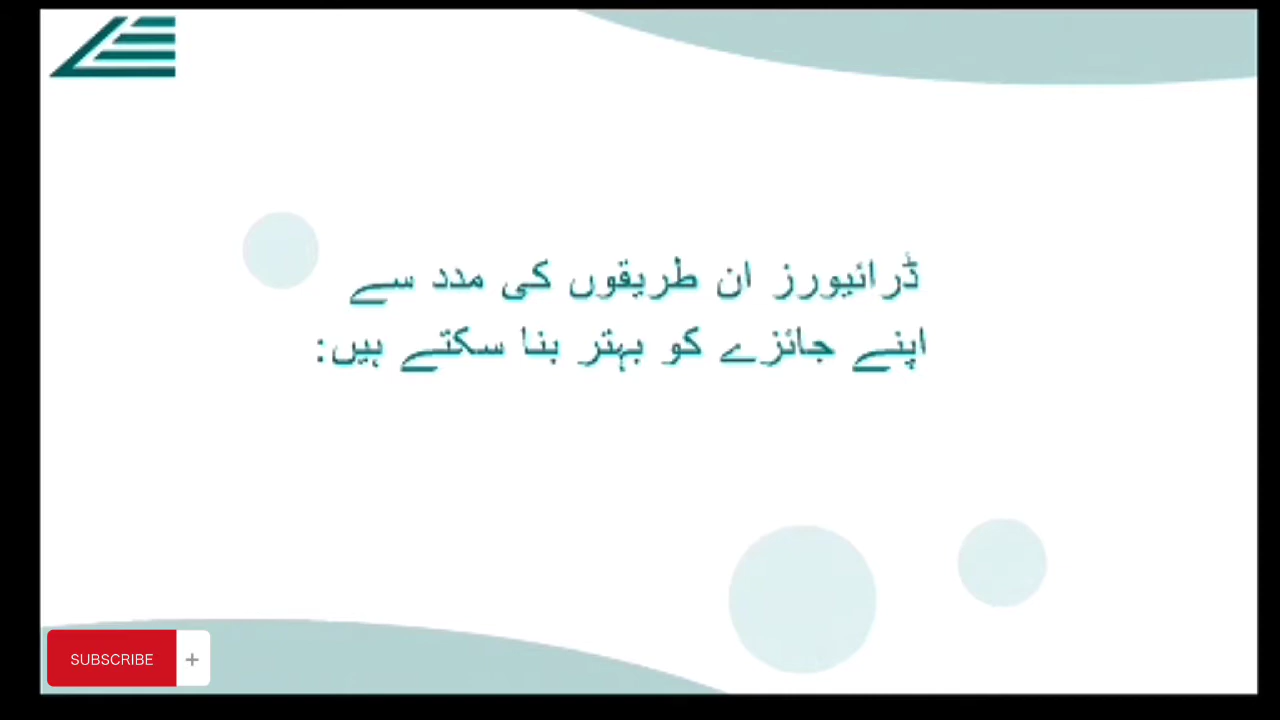 ڈرائیورز ان طریقوں کی مدد سے
اپنے جائزے کو بہتر بنا سکتے ہیں:
SUBSCRIBE +